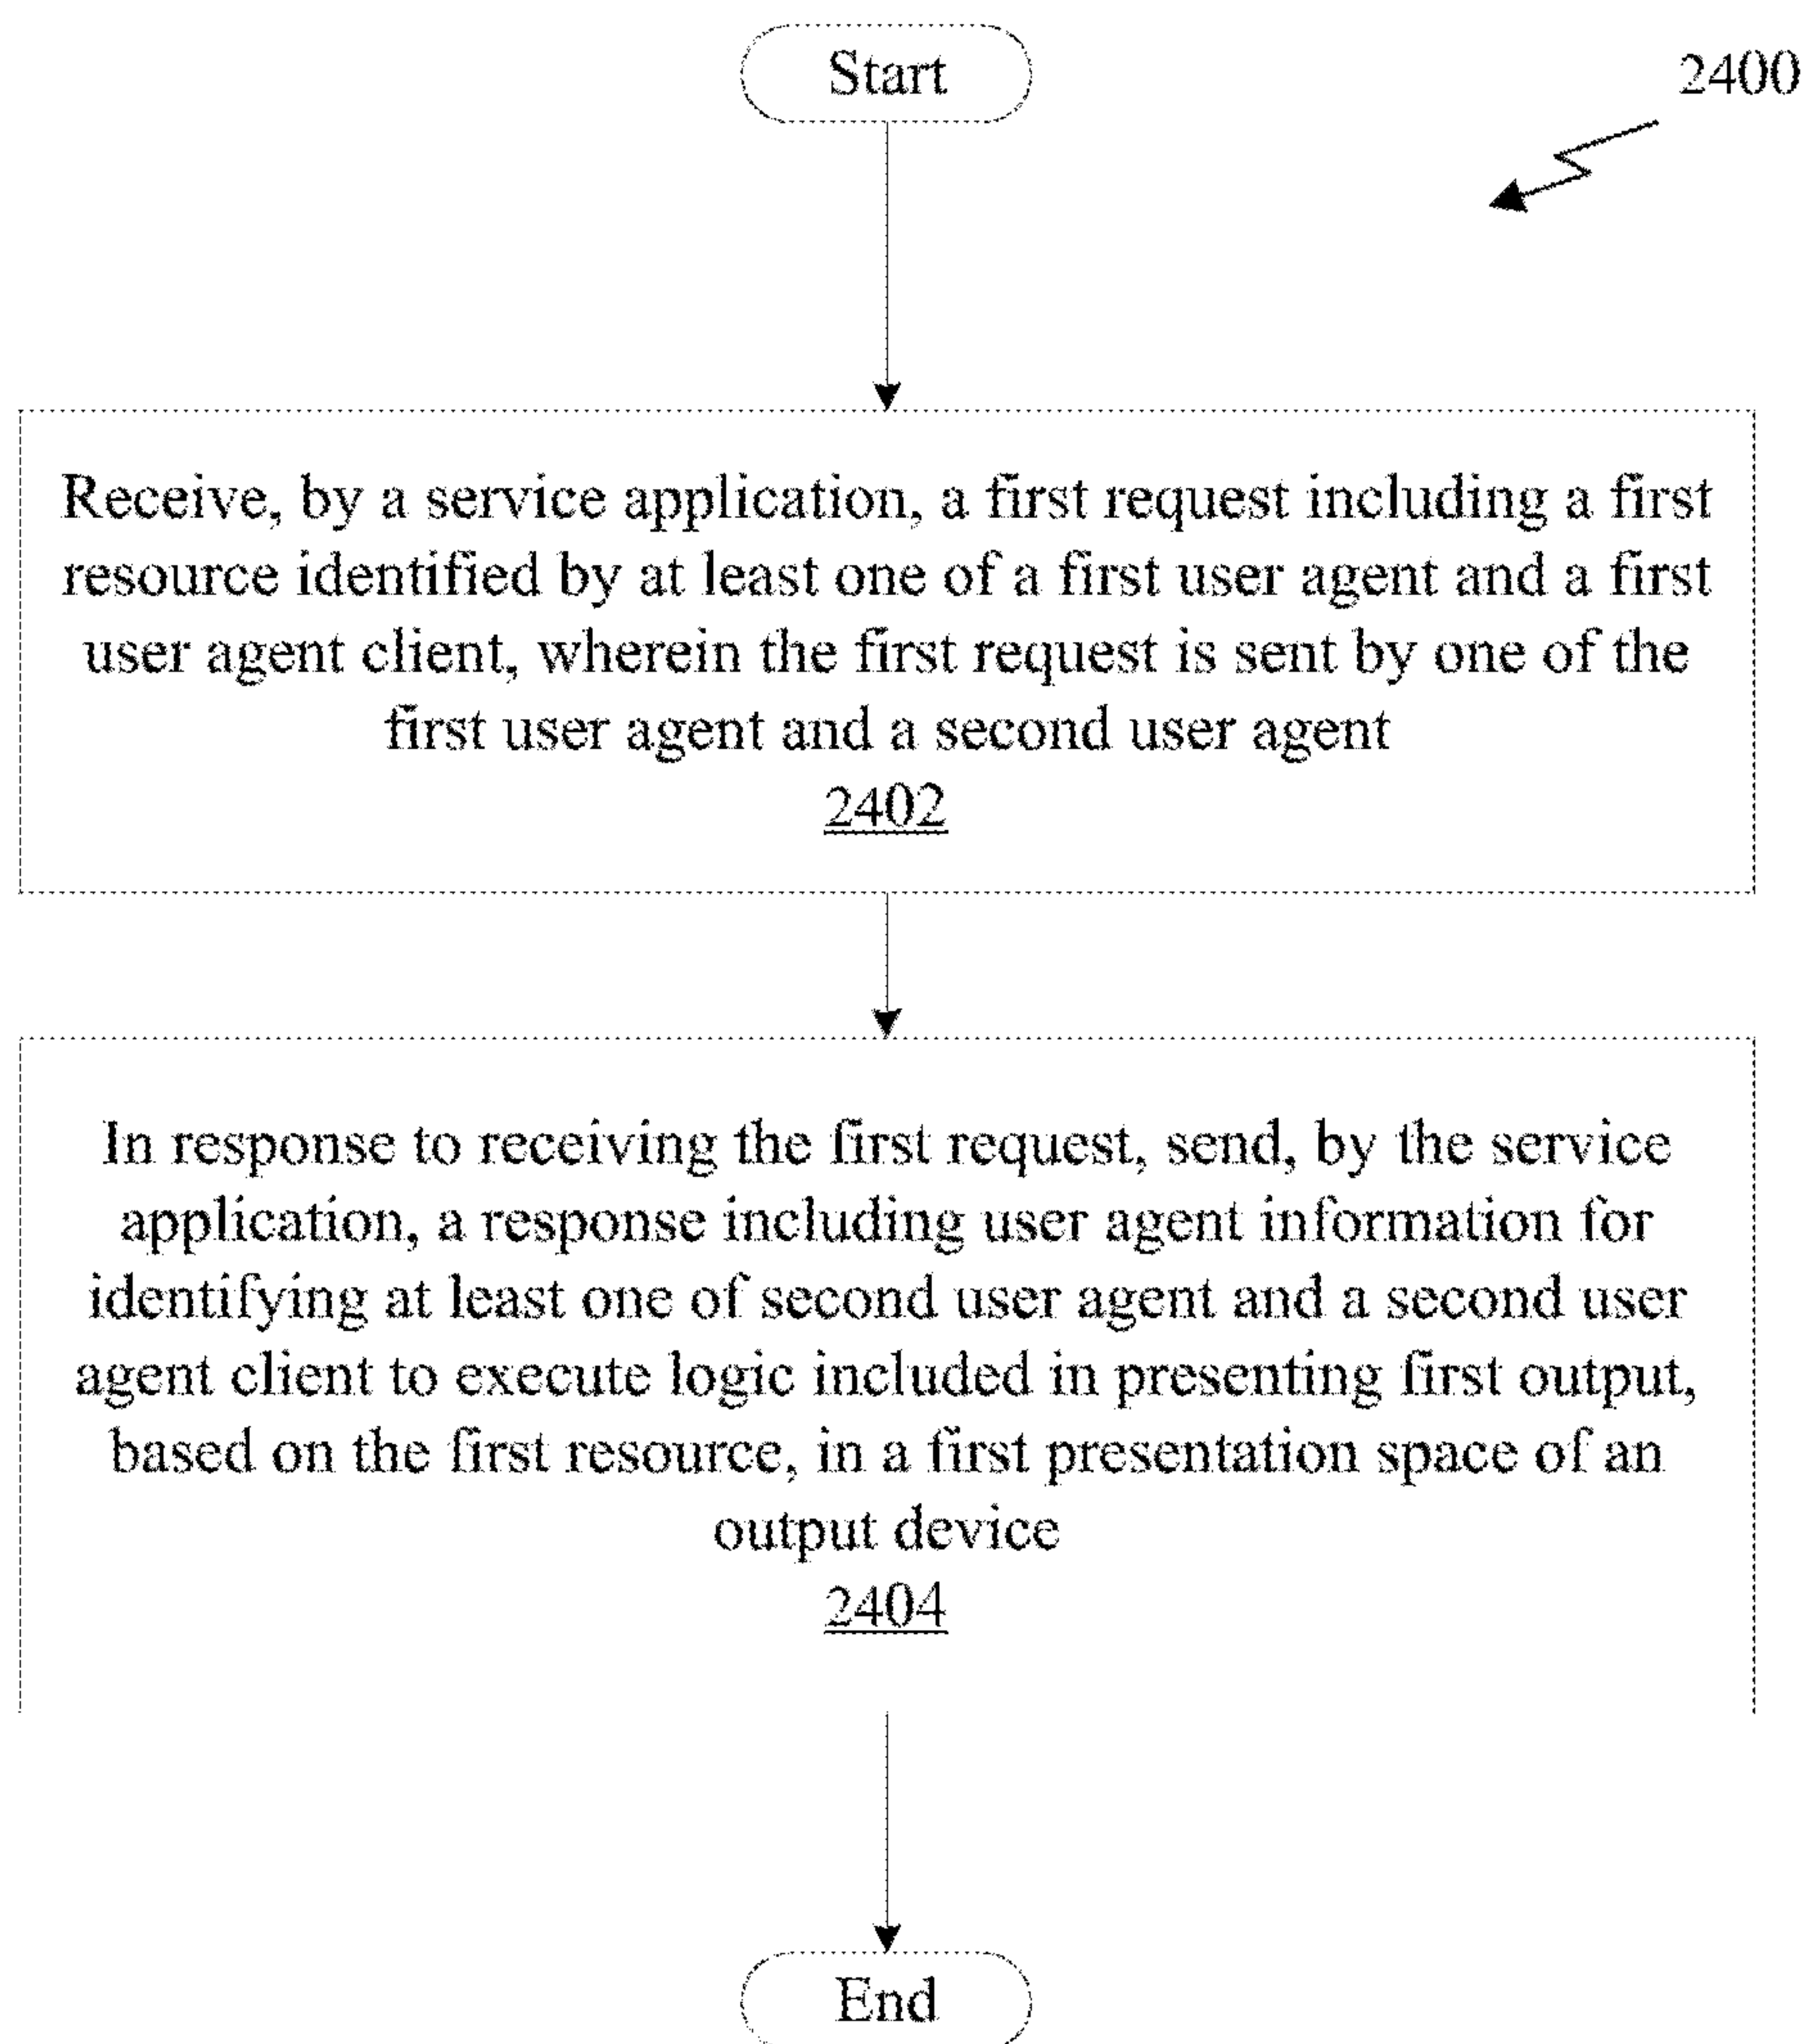 Start
2400
Receive, by a service application, a first request including a first
resource identified by at least one of a first user agent and a first
user agent client, wherein the first request is sent by one of the
first user agent and a second user agent
2402
In response to receiving the first request, send, by the service
application, a response including user agent information for
identifying at least one of second user agent and a second user
agent client to execute logic included in presenting first output,
based on the first resource, in a first presentation space of an
output device
2404
End